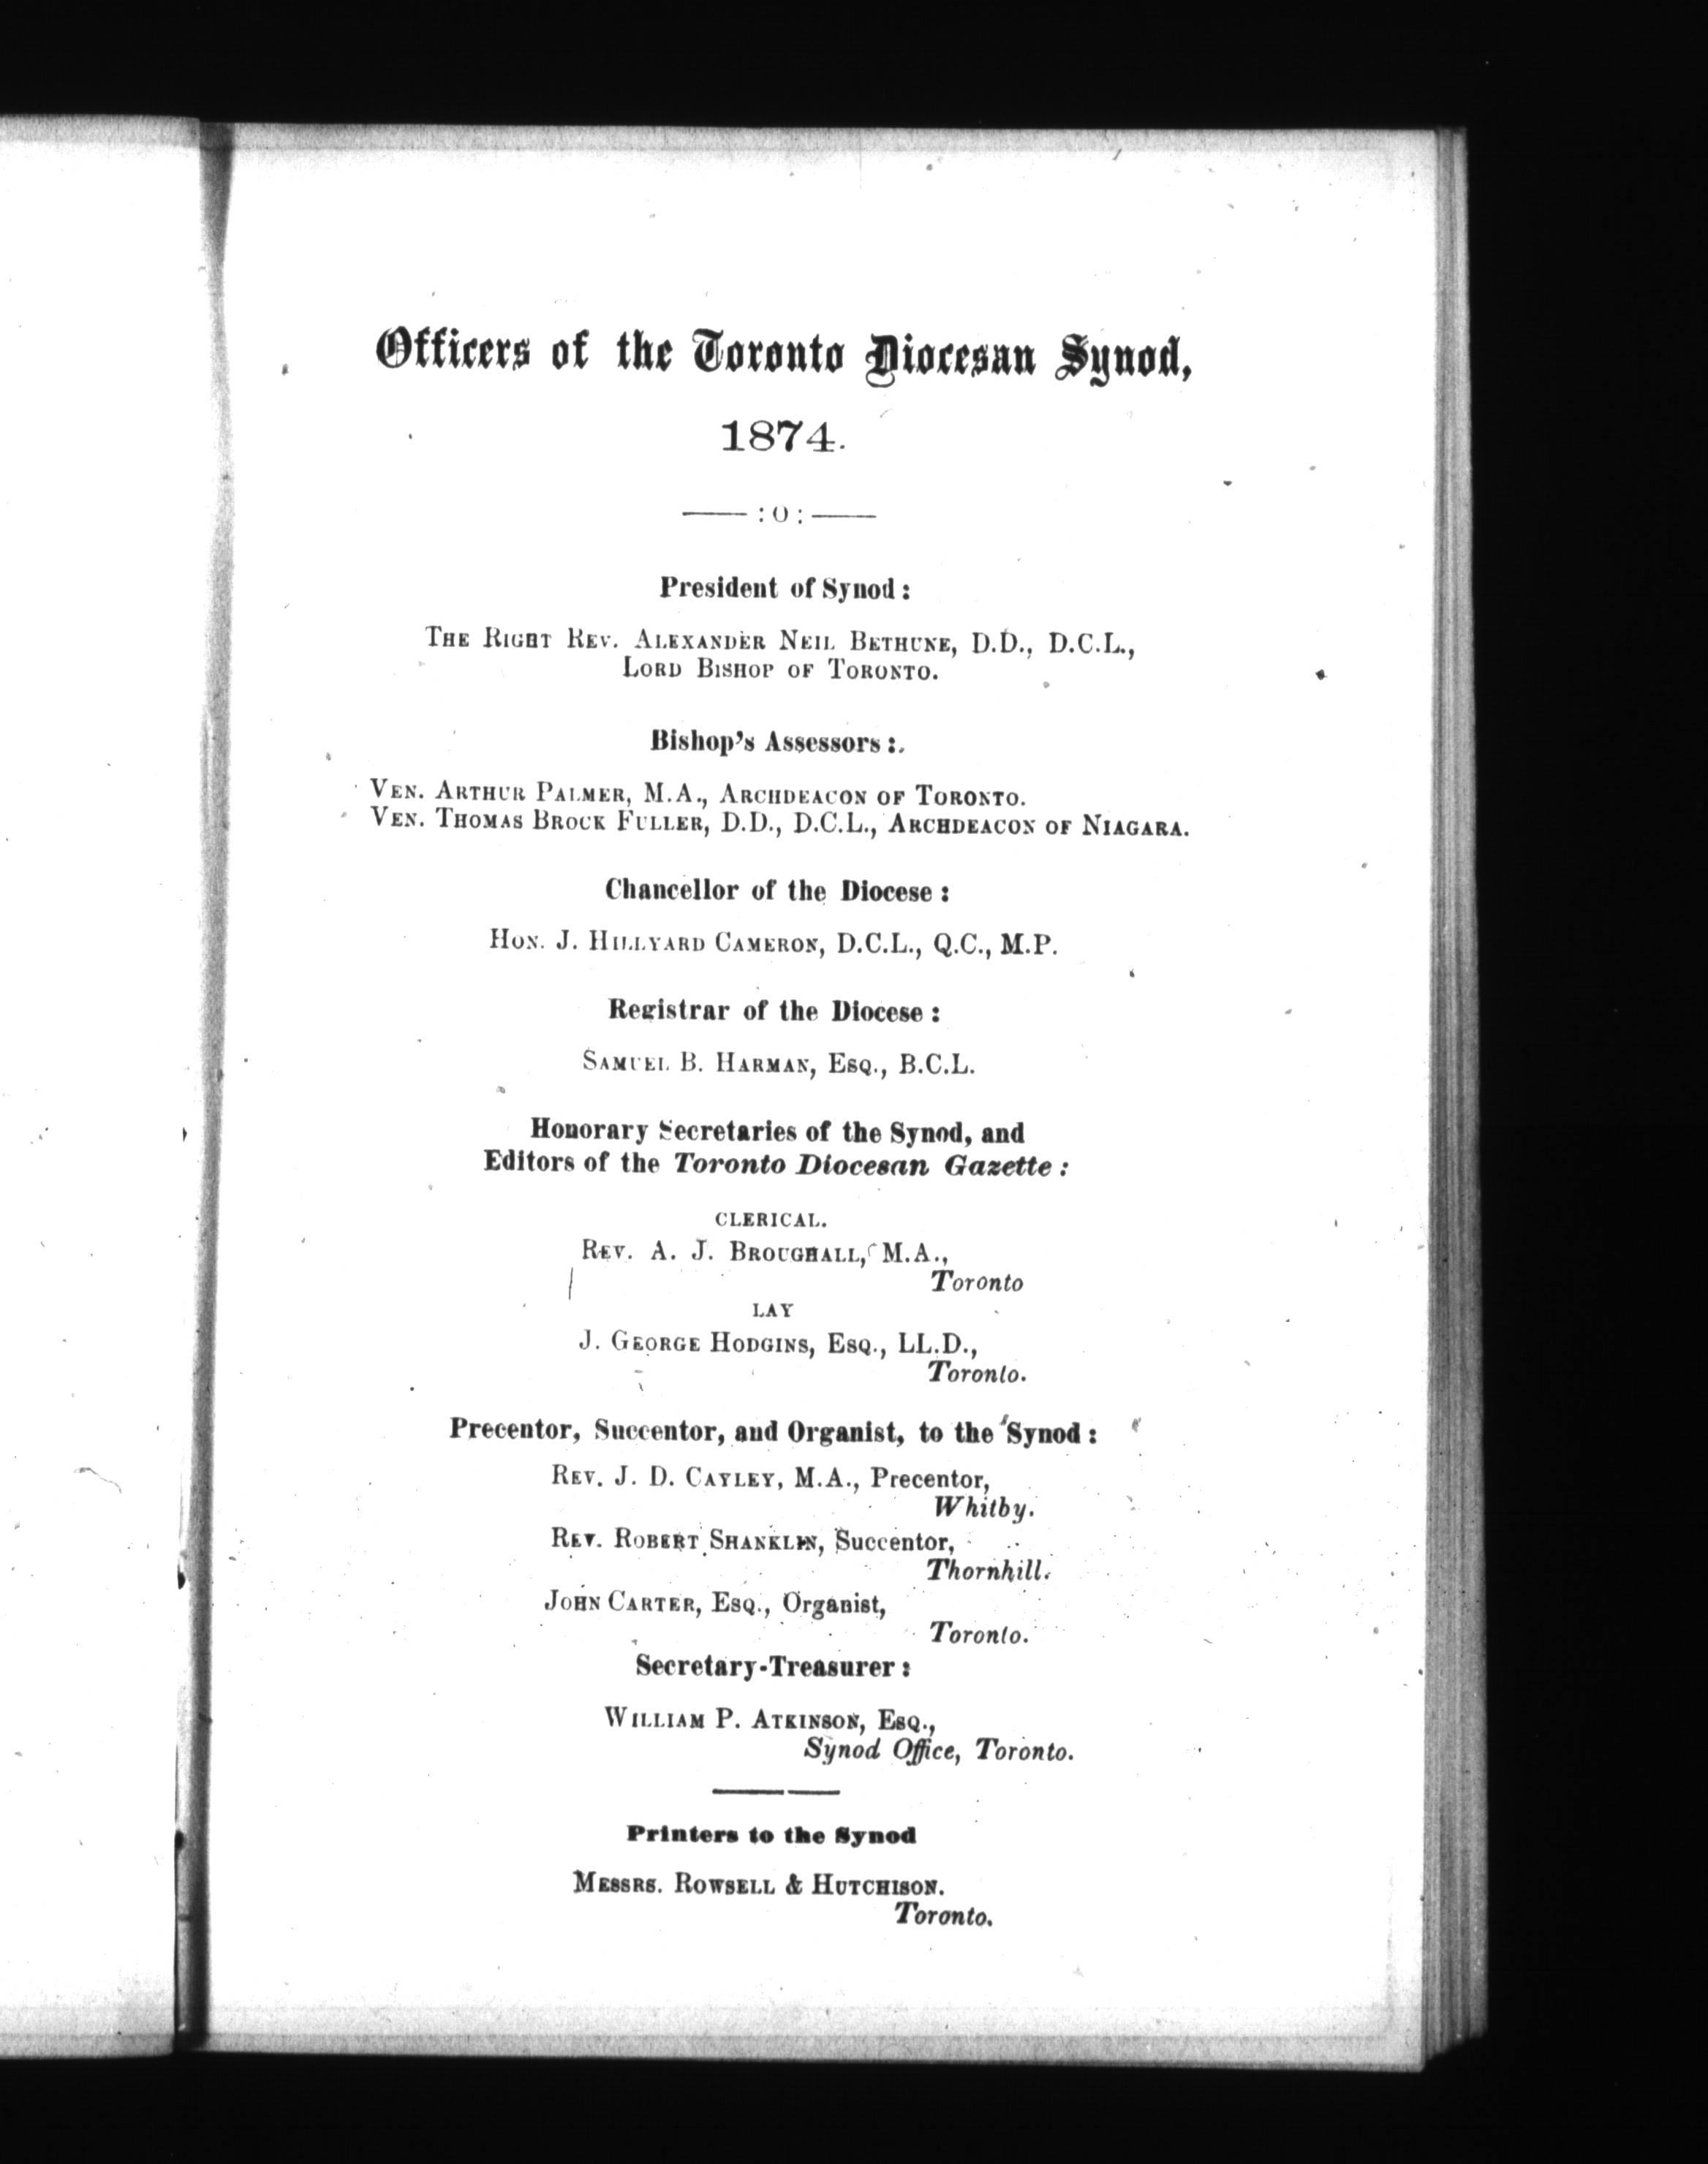 Officers of the Toronto Diocesan Synod,
1874.
—— : o : ——
President of Synod :
THE RIGHT REV. ALEXANDER NEIL BETHUNE, D.D., D.C.L.,
LORD BISHOP OF TORONTO.
Bishop's Assessors :
VEN. ARTHUR PALMER, M.A., ARCHDEACON OF TORONTO.
VEN. THOMAS BROCK FULLER, D.D., D.C.L., ARCHDEACON OF NIAGARA.
Chancellor of the Diocese :
HON. J. HILLYARD CAMERON, D.C.L., Q.C., M.P.
Registrar of the Diocese :
SAMUEL B. HARMAN, ESQ., B.C.L.
Honorary Secretaries of the Synod, and
Editors of the Toronto Diocesan Gazette :
CLERICAL.
REV. A. J. BROUGHALL, M.A.,
Toronto
LAY
J. GEORGE HODGINS, ESQ., LL.D.,
Toronto.
Precentor, Succentor, and Organist, to the Synod :
REV. J. D. CAYLEY, M.A., Precentor,
Whitby.
REV. ROBERT SHANKLIN, Succentor,
Thornhill.
JOHN CARTER, ESQ., Organist,
Toronto.
Secretary-Treasurer :
WILLIAM P. ATKINSON, ESQ.,
Synod Office, Toronto.
Printers to the Synod
MESSRS. ROWSELL & HUTCHISON.
Toronto.